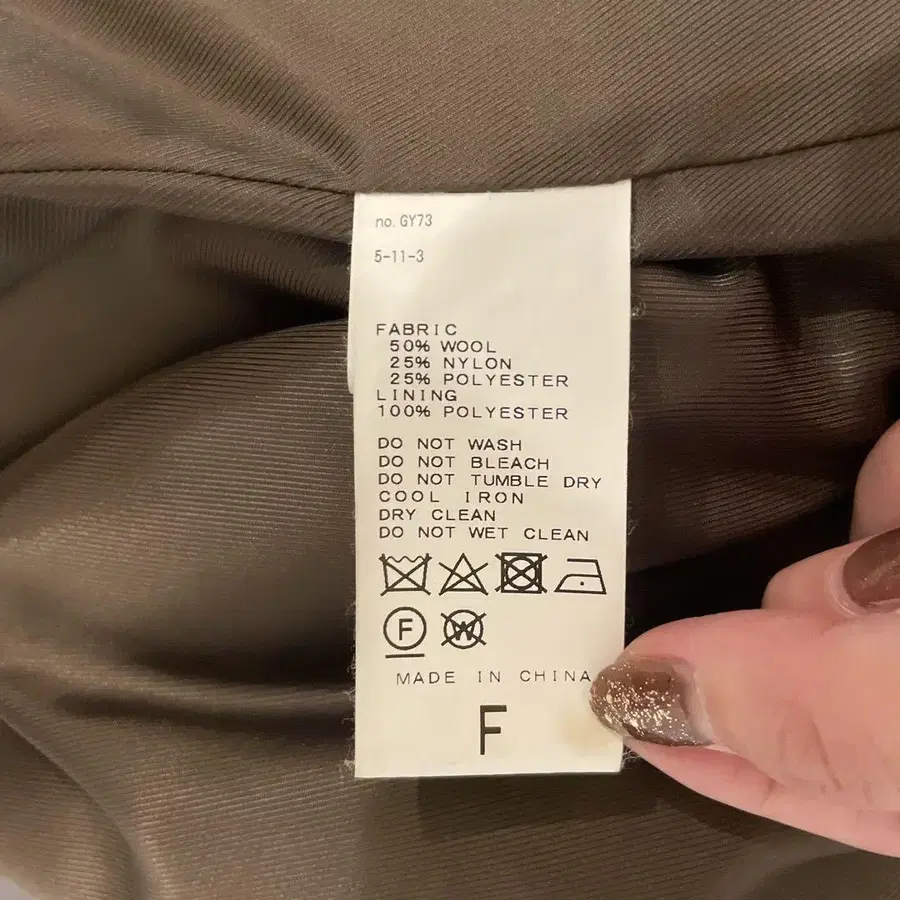 no. GY73
5-11-3
FABRIC
50% WOOL
25% NYLON
25% POLYESTER
LINING
100% POLYESTER
DO NOT WASH
DO NOT BLEACH
DO NOT TUMBLE DRY
COOL IRON
DRY CLEAN
DO NOT WET CLEAN
F W
MADE IN CHINA
F